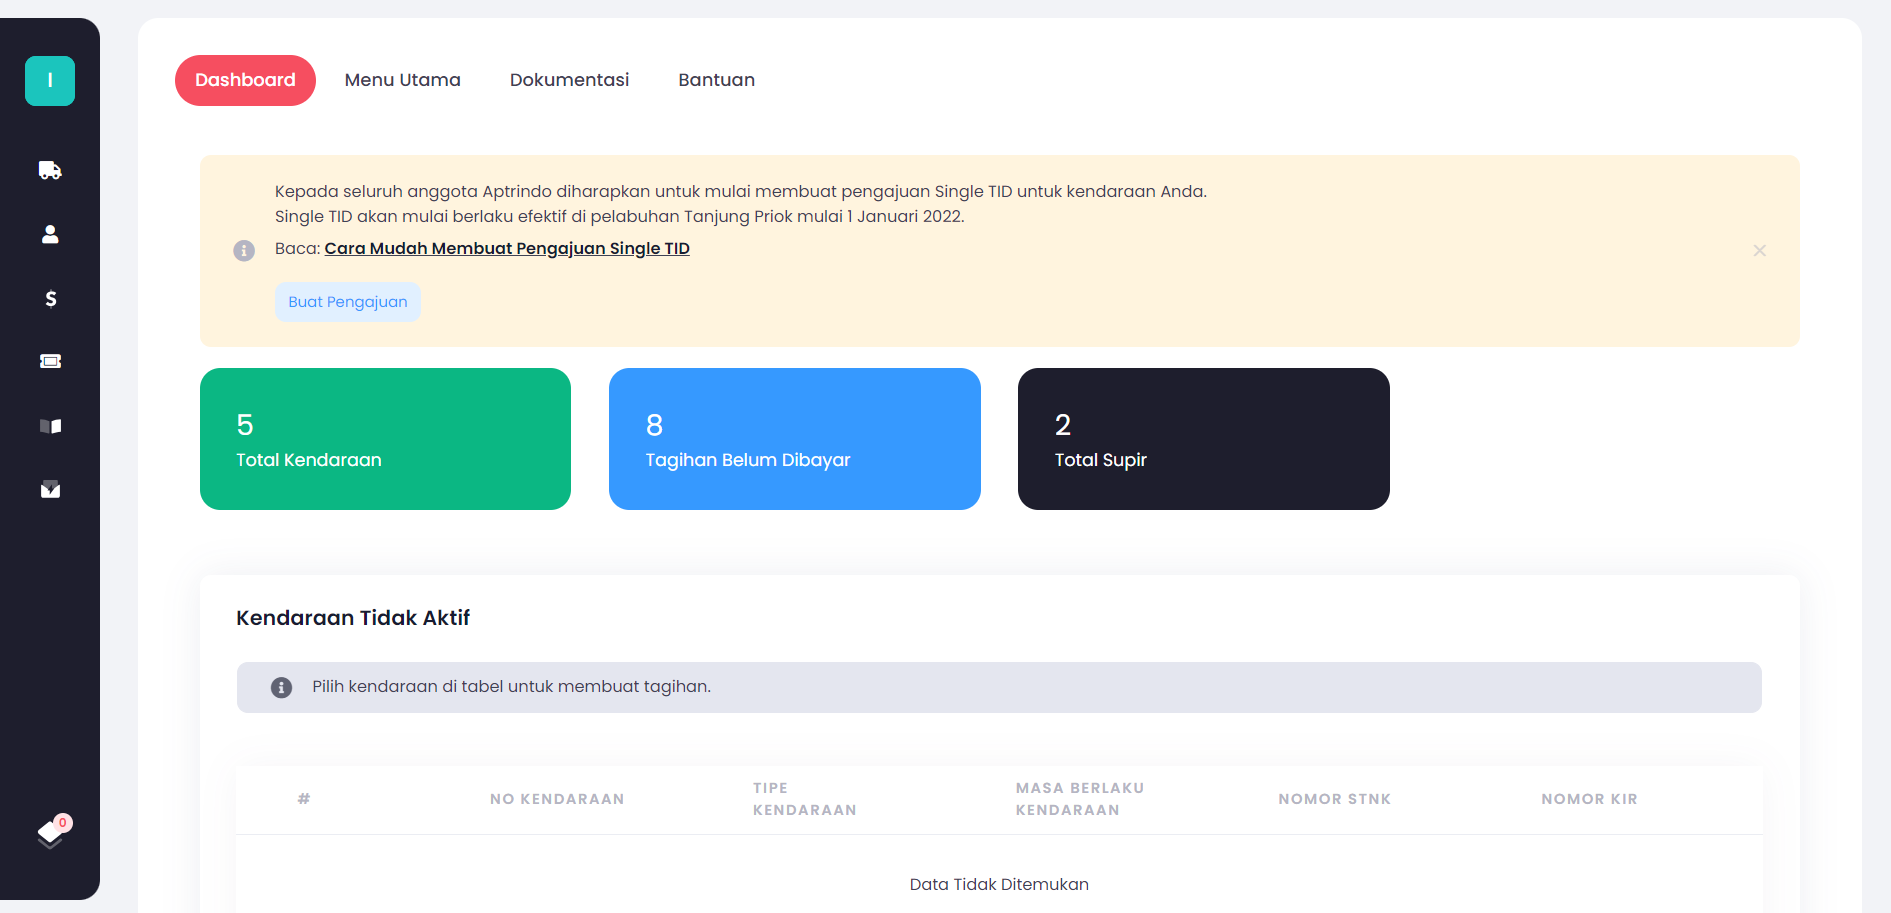 I
Dashboard
Menu Utama
Dokumentasi
Bantuan
Kepada seluruh anggota Aptrindo diharapkan untuk mulai membuat pengajuan Single TID untuk kendaraan Anda.
Single TID akan mulai berlaku efektif di pelabuhan Tanjung Priok mulai 1 Januari 2022.
Baca: Cara Mudah Membuat Pengajuan Single TID
Buat Pengajuan
5
Total Kendaraan
8
Tagihan Belum Dibayar
2
Total Supir
Kendaraan Tidak Aktif
Pilih kendaraan di tabel untuk membuat tagihan.
#
NO KENDARAAN
TIPE
KENDARAAN
MASA BERLAKU
KENDARAAN
NOMOR STNK
NOMOR KIR
Data Tidak Ditemukan
0